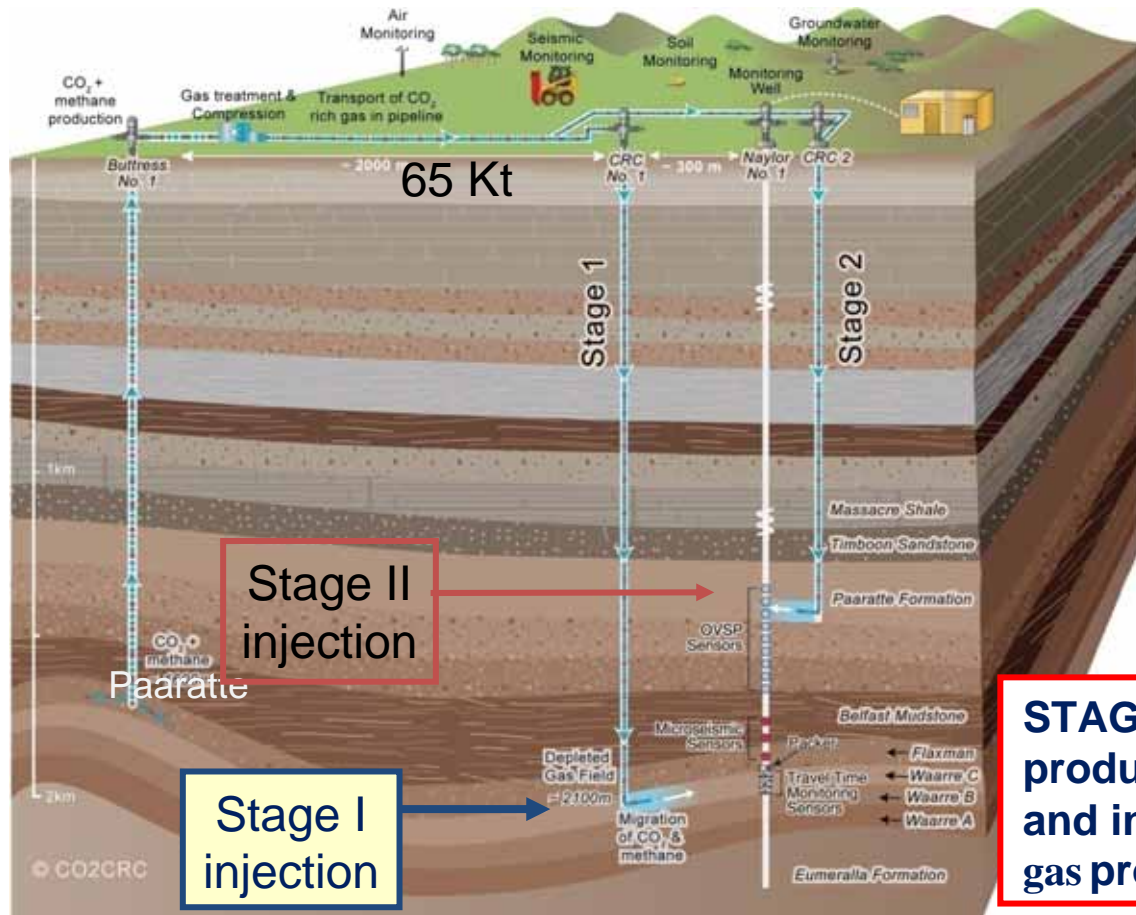 Air
Monitoring
Seismic
Monitoring
Soil
Monitoring
Groundwater
Monitoring
Monitoring
Well
CO2 +
methane
production
Gas treatment &
Compression
Transport of CO2
rich gas in pipeline
Buttress
No. 1
~ 2000 m
65 Kt
CRC
No. 1
~ 300 m
Naylor
No. 1
CRC 2
Stage 1
Stage 2
1km
Massacre Shale
Timboon Sandstone
Stage II
injection
Paaratte Formation
OVSP
Sensors
CO2 +
methane
Paaratte
Belfast Mudstone
Microseismic
Sensors
Packer
Flaxman
Depleted
Gas Field
~ 2100m
Travel Time
Monitoring
Sensors
Waarre C
Waarre B
Waarre A
2km
Stage I
injection
Migration
of CO2 &
methane
© CO2CRC
Eumeralla Formation
STAG
produ
and in
gas pro